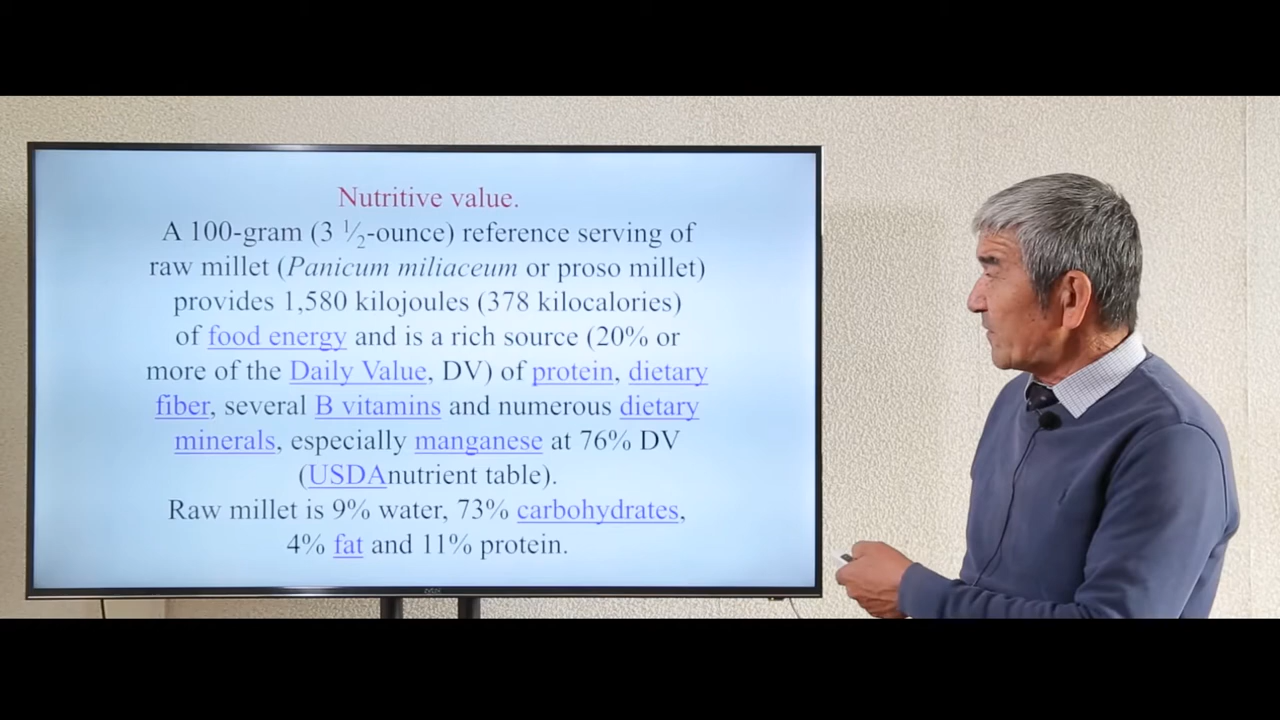 Nutritive value.
A 100-gram (3 1⁄2-ounce) reference serving of
raw millet (Panicum miliaceum or proso millet)
provides 1,580 kilojoules (378 kilocalories)
of food energy and is a rich source (20% or
more of the Daily Value, DV) of protein, dietary
fiber, several B vitamins and numerous dietary
minerals, especially manganese at 76% DV
(USDAnutrient table).
Raw millet is 9% water, 73% carbohydrates,
4% fat and 11% protein.